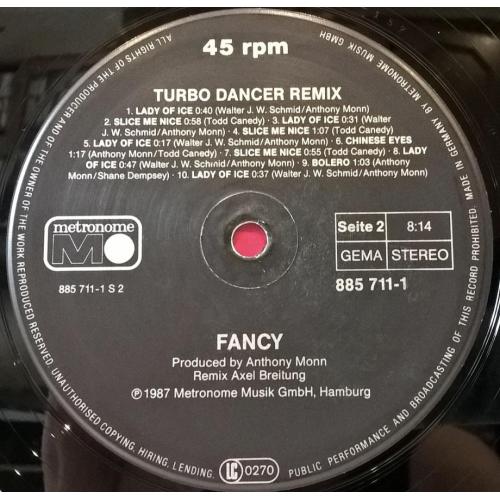 45 rpm
TURBO DANCER REMIX
1. LADY OF ICE 0:40 (Walter J. W. Schmid/Anthony Monn)
2. SLICE ME NICE 0:58 (Todd Canedy) · 3. LADY OF ICE 0:31 (Walter
J. W. Schmid/Anthony Monn) · 4. SLICE ME NICE 1:07 (Todd Canedy)
5. LADY OF ICE 0:17 (Walter J. W. Schmid/Anthony Monn) · 6. CHINESE EYES
1:17 (Anthony Monn/Todd Canedy) · 7. SLICE ME NICE 0:55 (Todd Canedy) · 8. LADY
OF ICE 0:47 (Walter J. W. Schmid/Anthony Monn) · 9. BOLERO 1:03 (Anthony
Monn/Shane Dempsey) · 10. LADY OF ICE 0:37 (Walter J. W. Schmid/Anthony Monn)
metronome
M
885 711-1 S 2
Seite 2 8:14
GEMA STEREO
885 711-1
FANCY
Produced by Anthony Monn
Remix Axel Breitung
Ⓟ 1987 Metronome Musik GmbH, Hamburg
LC 0270
ALL RIGHTS OF THE PRODUCER AND OF THE OWNER OF THE WORK REPRODUCED RESERVED. UNAUTHORISED COPYING, HIRING, LENDING, PUBLIC PERFORMANCE AND BROADCASTING OF THIS RECORD PROHIBITED. MADE IN GERMANY BY METRONOME MUSIK GMBH